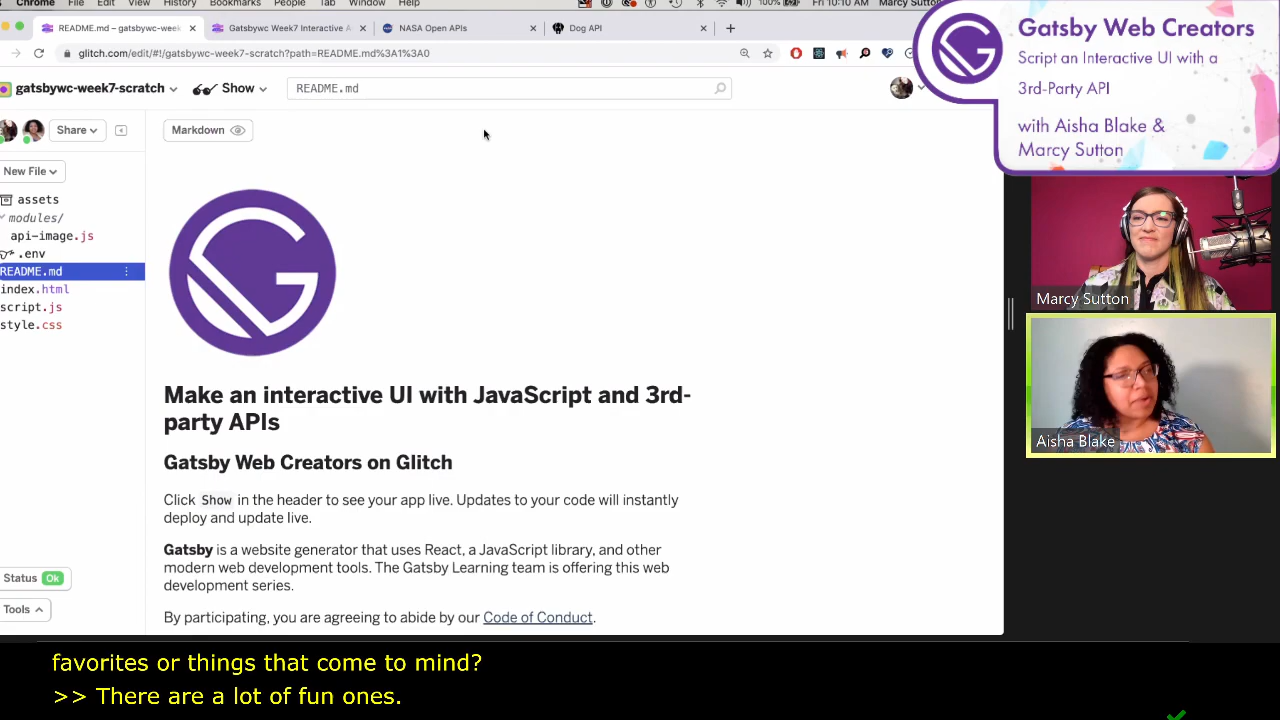 Chrome File Edit View History Bookmarks People Tab Window Help 100% Fri 10:10 AM Marcy Sutton
README.md – gatsbywc-week
Gatsbywc Week7 Interactive A
NASA Open APIs
Dog API
glitch.com/edit/#!/gatsbywc-week7-scratch?path=README.md%3A1%3A0
gatsbywc-week7-scratch
Show
README.md
Share
Markdown
New File
assets
modules/
api-image.js
.env
README.md
index.html
script.js
style.css
Status Ok
Tools
Make an interactive UI with JavaScript and 3rd-
party APIs
Gatsby Web Creators on Glitch
Click Show in the header to see your app live. Updates to your code will instantly
deploy and update live.
Gatsby is a website generator that uses React, a JavaScript library, and other
modern web development tools. The Gatsby Learning team is offering this web
development series.
By participating, you are agreeing to abide by our Code of Conduct.
Gatsby Web Creators
Script an Interactive UI with a
3rd-Party API
with Aisha Blake &
Marcy Sutton
Marcy Sutton
Aisha Blake
favorites or things that come to mind?
>> There are a lot of fun ones.